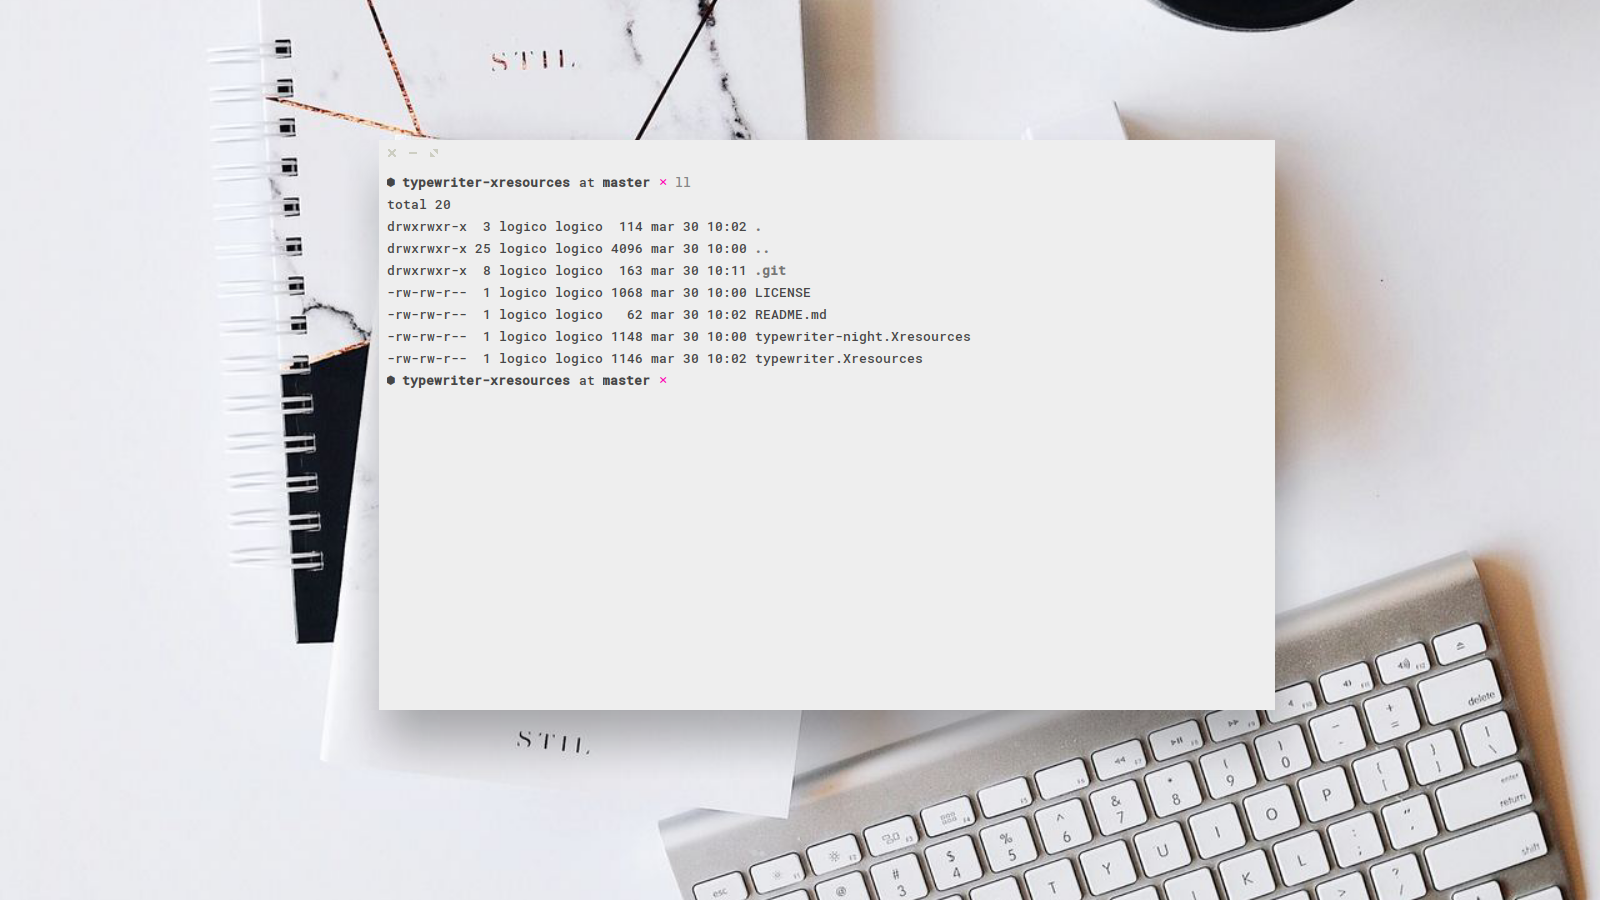 STIL
⬢ typewriter-xresources at master × ll
total 20
drwxrwxr-x  3 logico logico  114 mar 30 10:02 .
drwxrwxr-x 25 logico logico 4096 mar 30 10:00 ..
drwxrwxr-x  8 logico logico  163 mar 30 10:11 .git
-rw-rw-r--  1 logico logico 1068 mar 30 10:00 LICENSE
-rw-rw-r--  1 logico logico   62 mar 30 10:02 README.md
-rw-rw-r--  1 logico logico 1148 mar 30 10:00 typewriter-night.Xresources
-rw-rw-r--  1 logico logico 1146 mar 30 10:02 typewriter.Xresources
⬢ typewriter-xresources at master ×
STIL
delete
enter
return
shift
esc
# 3
$ 4
% 5
^ 6
& 7
* 8
( 9
) 0
@
T Y U I O P
K L